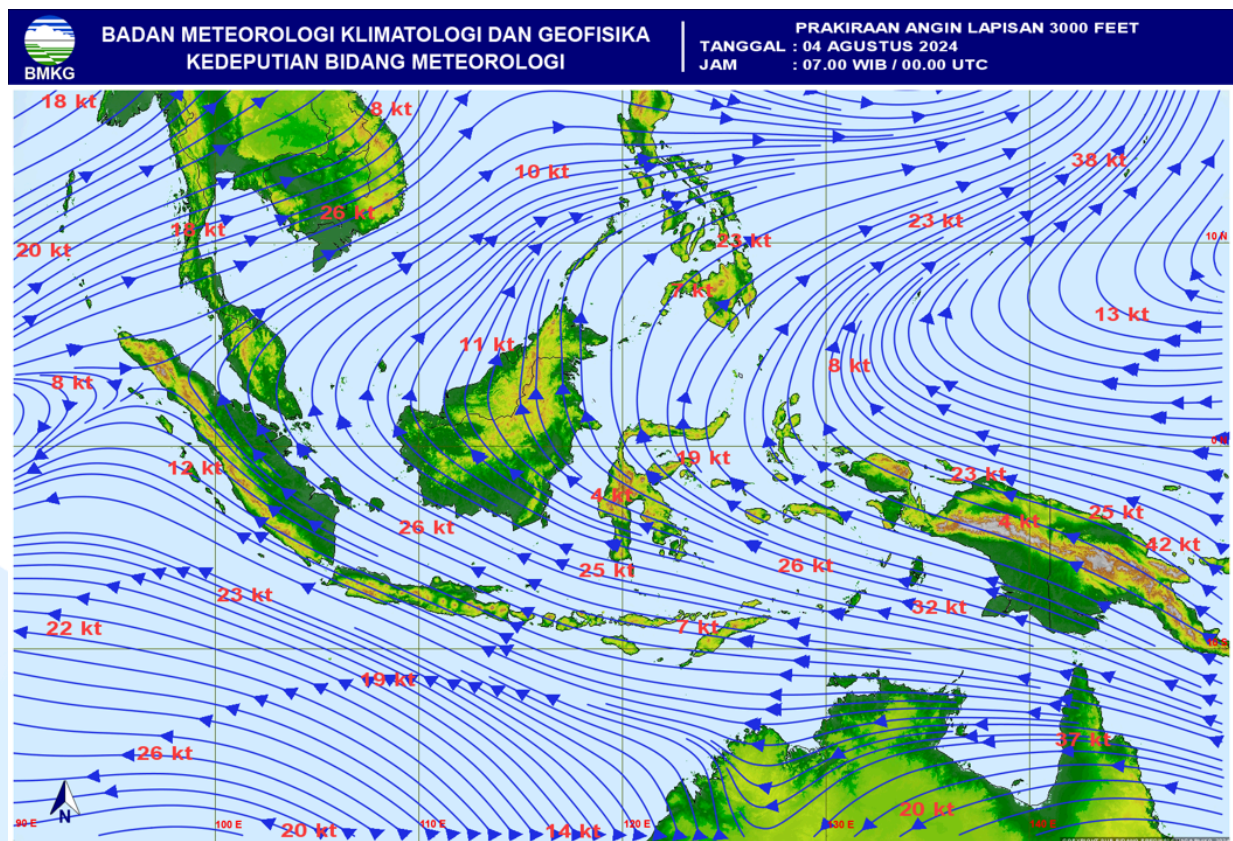 BMKG
BADAN METEOROLOGI KLIMATOLOGI DAN GEOFISIKA
KEDEPUTIAN BIDANG METEOROLOGI
PRAKIRAAN ANGIN LAPISAN 3000 FEET
TANGGAL : 04 AGUSTUS 2024
JAM : 07.00 WIB / 00.00 UTC
18 kt
8 kt
38 kt
10 kt
26 kt
18 kt
23 kt
20 kt
23 kt
10 N
7 kt
13 kt
11 kt
8 kt
8 kt
0 N
12 kt
19 kt
23 kt
4 kt
25 kt
26 kt
4 kt
42 kt
25 kt
26 kt
23 kt
32 kt
22 kt
7 kt
19 kt
26 kt
37 kt
20 kt
90 E
100 E
110 E
120 E
130 E
140 E
20 kt
14 kt
N